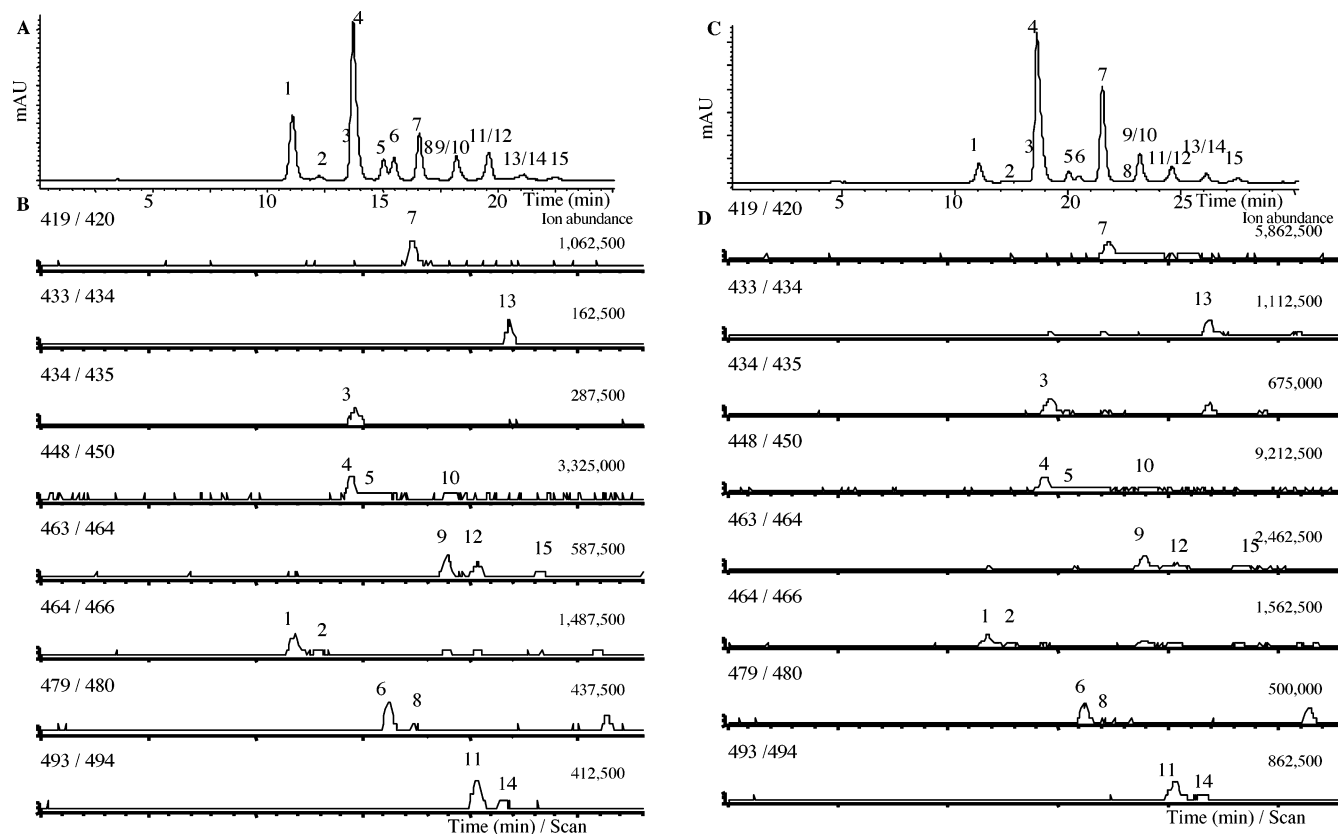 A
mAU
4
1
2
3
5
6
7
8
9/10
11/12
13/14
15
5
10
15
20
Time (min)
B
419 / 420
7
Ion abundance
1,062,500
433 / 434
13
162,500
434 / 435
3
287,500
448 / 450
4
5
10
3,325,000
463 / 464
9
12
15
587,500
464 / 466
1
2
1,487,500
479 / 480
6
8
437,500
493 / 494
11
14
412,500
Time (min) / Scan
C
mAU
4
7
1
2
3
5
6
8
9/10
11/12
13/14
15
5
10
20
25
Time (min)
D
419 / 420
7
Ion abundance
5,862,500
433 / 434
13
1,112,500
434 / 435
3
675,000
448 / 450
4
5
10
9,212,500
463 / 464
9
12
15
2,462,500
464 / 466
1
2
1,562,500
479 / 480
6
8
500,000
493 /494
11
14
862,500
Time (min) / Scan